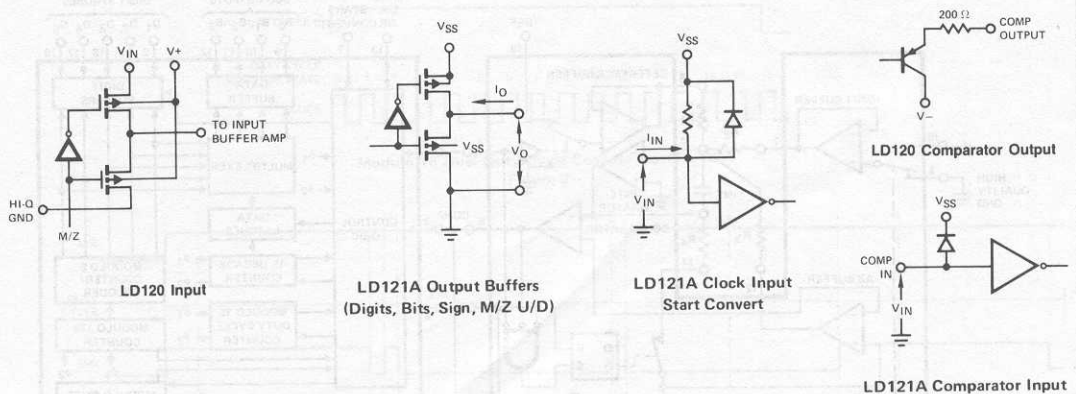 VIN
V+
TO INPUT
BUFFER AMP
HI-Q
GND
M/Z
LD120 Input
VSS
IO
VSS
VO
LD121A Output Buffers
(Digits, Bits, Sign, M/Z U/D)
VSS
IIN
VIN
LD121A Clock Input
Start Convert
200 Ω
COMP
OUTPUT
V−
LD120 Comparator Output
VSS
COMP
IN
VIN
LD121A Comparator Input